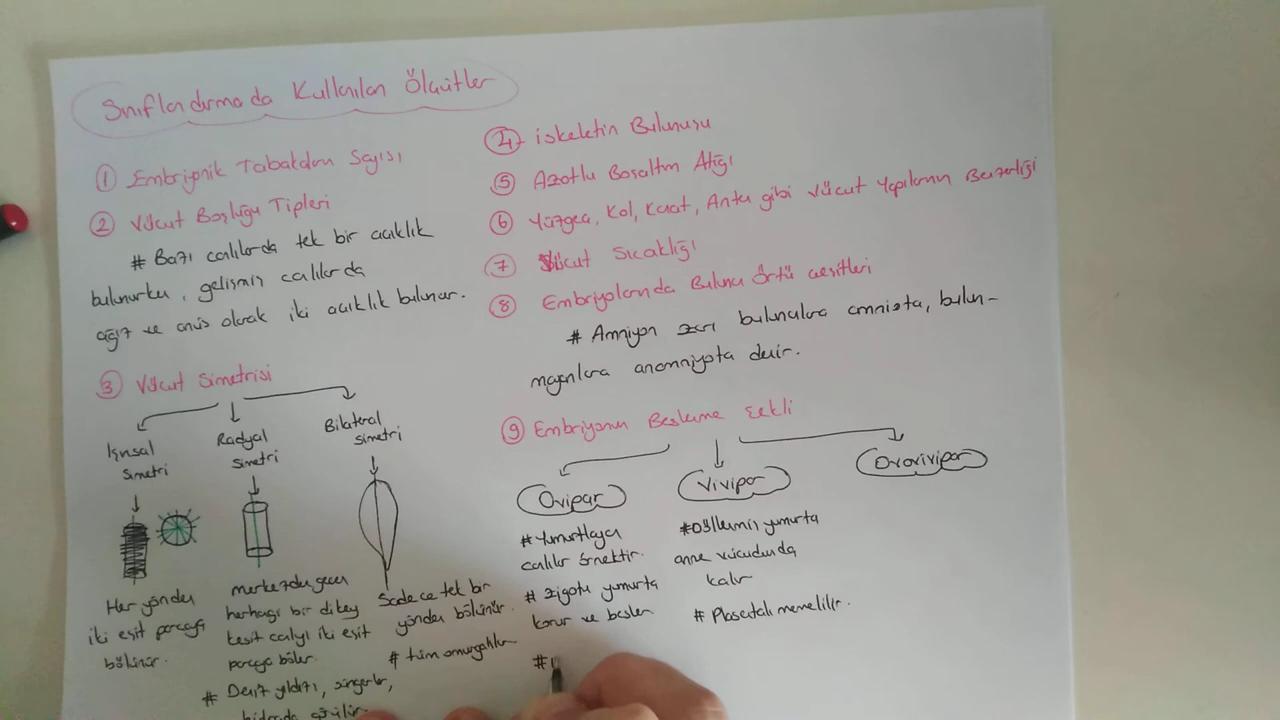 Sınıflandırmada Kullanılan Ölçütler
① Embriyonik Tabakaların Sayısı
② Vücut Boşluğu Tipleri
# Bazı canlılarda tek bir açıklık
bulunurken, gelişmiş canlılarda
ağız ve anüs olarak iki açıklık bulunur.
③ Vücut Simetrisi
Işınsal
simetri
Radyal
simetri
Bilateral
simetri
Her yönden
iki eşit parçaya
bölünür.
merkezden geçen
herhangi bir dikey
kesit canlıyı iki eşit
parçaya böler.
# Deniz yıldızı, süngerler,
Sadece tek bir
yönden bölünür.
# tüm omurgalılar
④ iskeletin Bulunuşu
⑤ Azotlu Boşaltım Atığı
⑥ Yüzgeç, Kol, Kanat, Anten gibi Vücut Yapılarının Benzerliği
⑦ Vücut Sıcaklığı
⑧ Embriyolarında Bulunan Örtü çeşitleri
# Amniyon zarı bulunanlara amniota, bulun-
mayanlara anamniyota denir.
⑨ Embriyonun Beslenme Şekli
Ovipar
# Yumurtlayan
canlılar örnektir.
# zigotu yumurta
korur ve besler
#
Vivipar
# Döllenmiş yumurta
anne vücudunda
kalır
# Plasentalı memeliler.
Ovovivipar